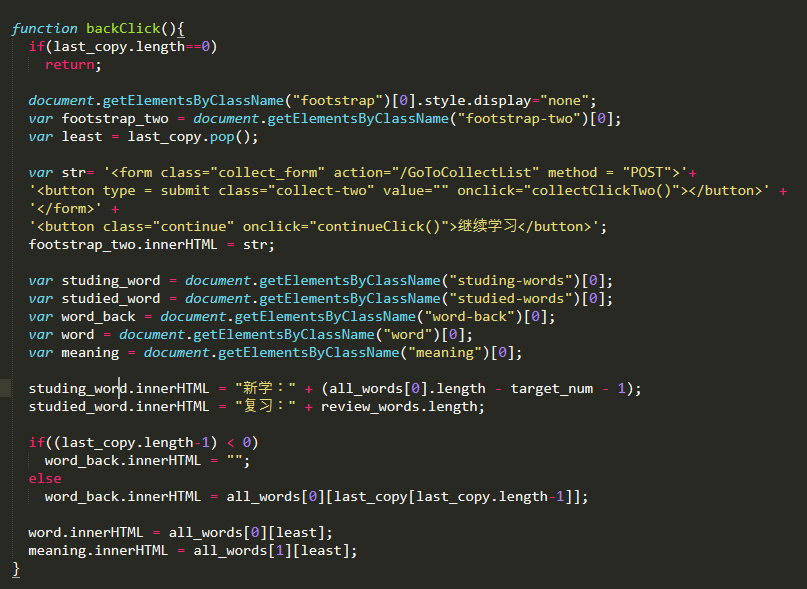 function backClick(){
if(last_copy.length==0)
return;
document.getElementsByClassName("footstrap")[0].style.display="none";
var footstrap_two = document.getElementsByClassName("footstrap-two")[0];
var least = last_copy.pop();
var str= '<form class="collect_form" action="/GoToCollectList" method = "POST">'+
'<button type = submit class="collect-two" value="" onclick="collectClickTwo()"></button>' +
'</form>' +
'<button class="continue" onclick="continueClick()">继续学习</button>';
footstrap_two.innerHTML = str;
var studing_word = document.getElementsByClassName("studing-words")[0];
var studied_word = document.getElementsByClassName("studied-words")[0];
var word_back = document.getElementsByClassName("word-back")[0];
var word = document.getElementsByClassName("word")[0];
var meaning = document.getElementsByClassName("meaning")[0];
studing_word.innerHTML = "新学：" + (all_words[0].length - target_num - 1);
studied_word.innerHTML = "复习：" + review_words.length;
if((last_copy.length-1) < 0)
word_back.innerHTML = "";
else
word_back.innerHTML = all_words[0][last_copy[last_copy.length-1]];
word.innerHTML = all_words[0][least];
meaning.innerHTML = all_words[1][least];
}